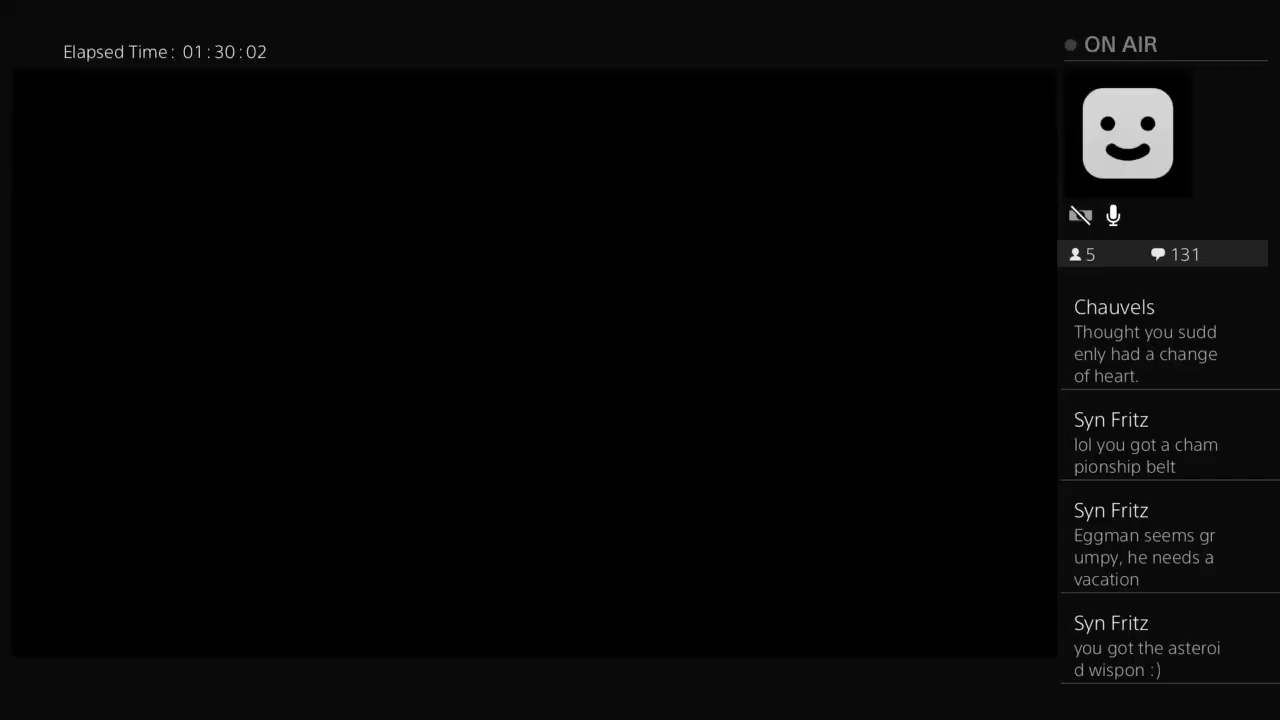 Elapsed Time: 01:30:02
ON AIR
5
131
Chauvels
Thought you sudd
enly had a change
of heart.
Syn Fritz
lol you got a cham
pionship belt
Syn Fritz
Eggman seems gr
umpy, he needs a
vacation
Syn Fritz
you got the asteroi
d wispon :)